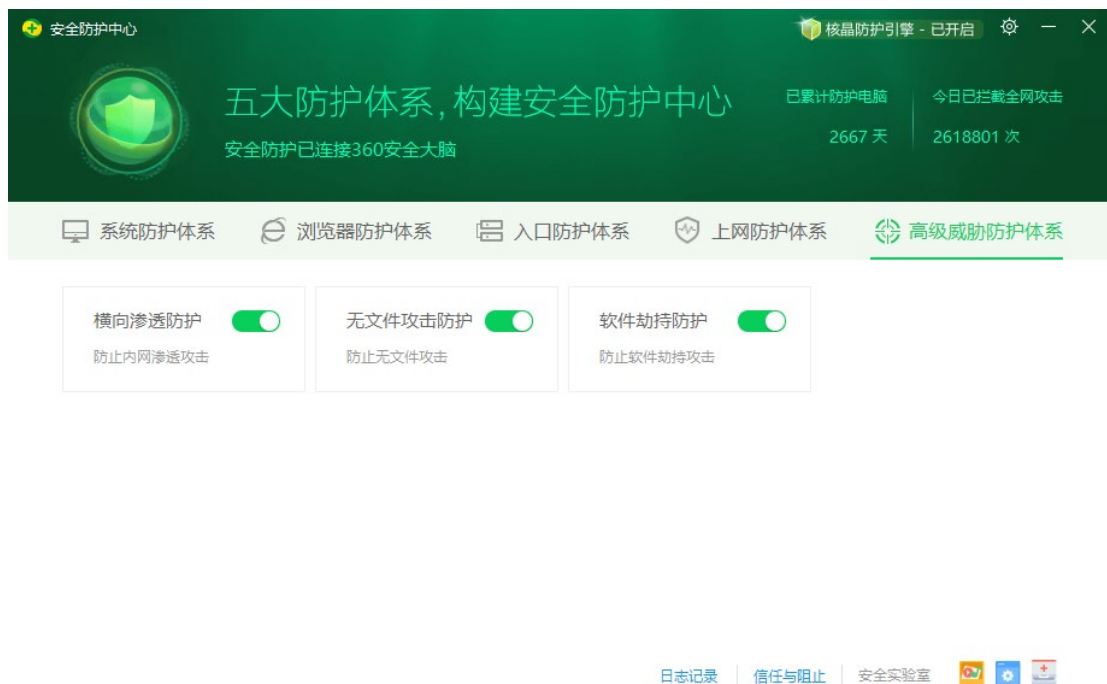 安全防护中心
核晶防护引擎 - 已开启
五大防护体系,构建安全防护中心
安全防护已连接360安全大脑
已累计防护电脑
2667 天
今日已拦截全网攻击
2618801 次
系统防护体系
浏览器防护体系
入口防护体系
上网防护体系
高级威胁防护体系
横向渗透防护
防止内网渗透攻击
无文件攻击防护
防止无文件攻击
软件劫持防护
防止软件劫持攻击
日志记录
信任与阻止
安全实验室